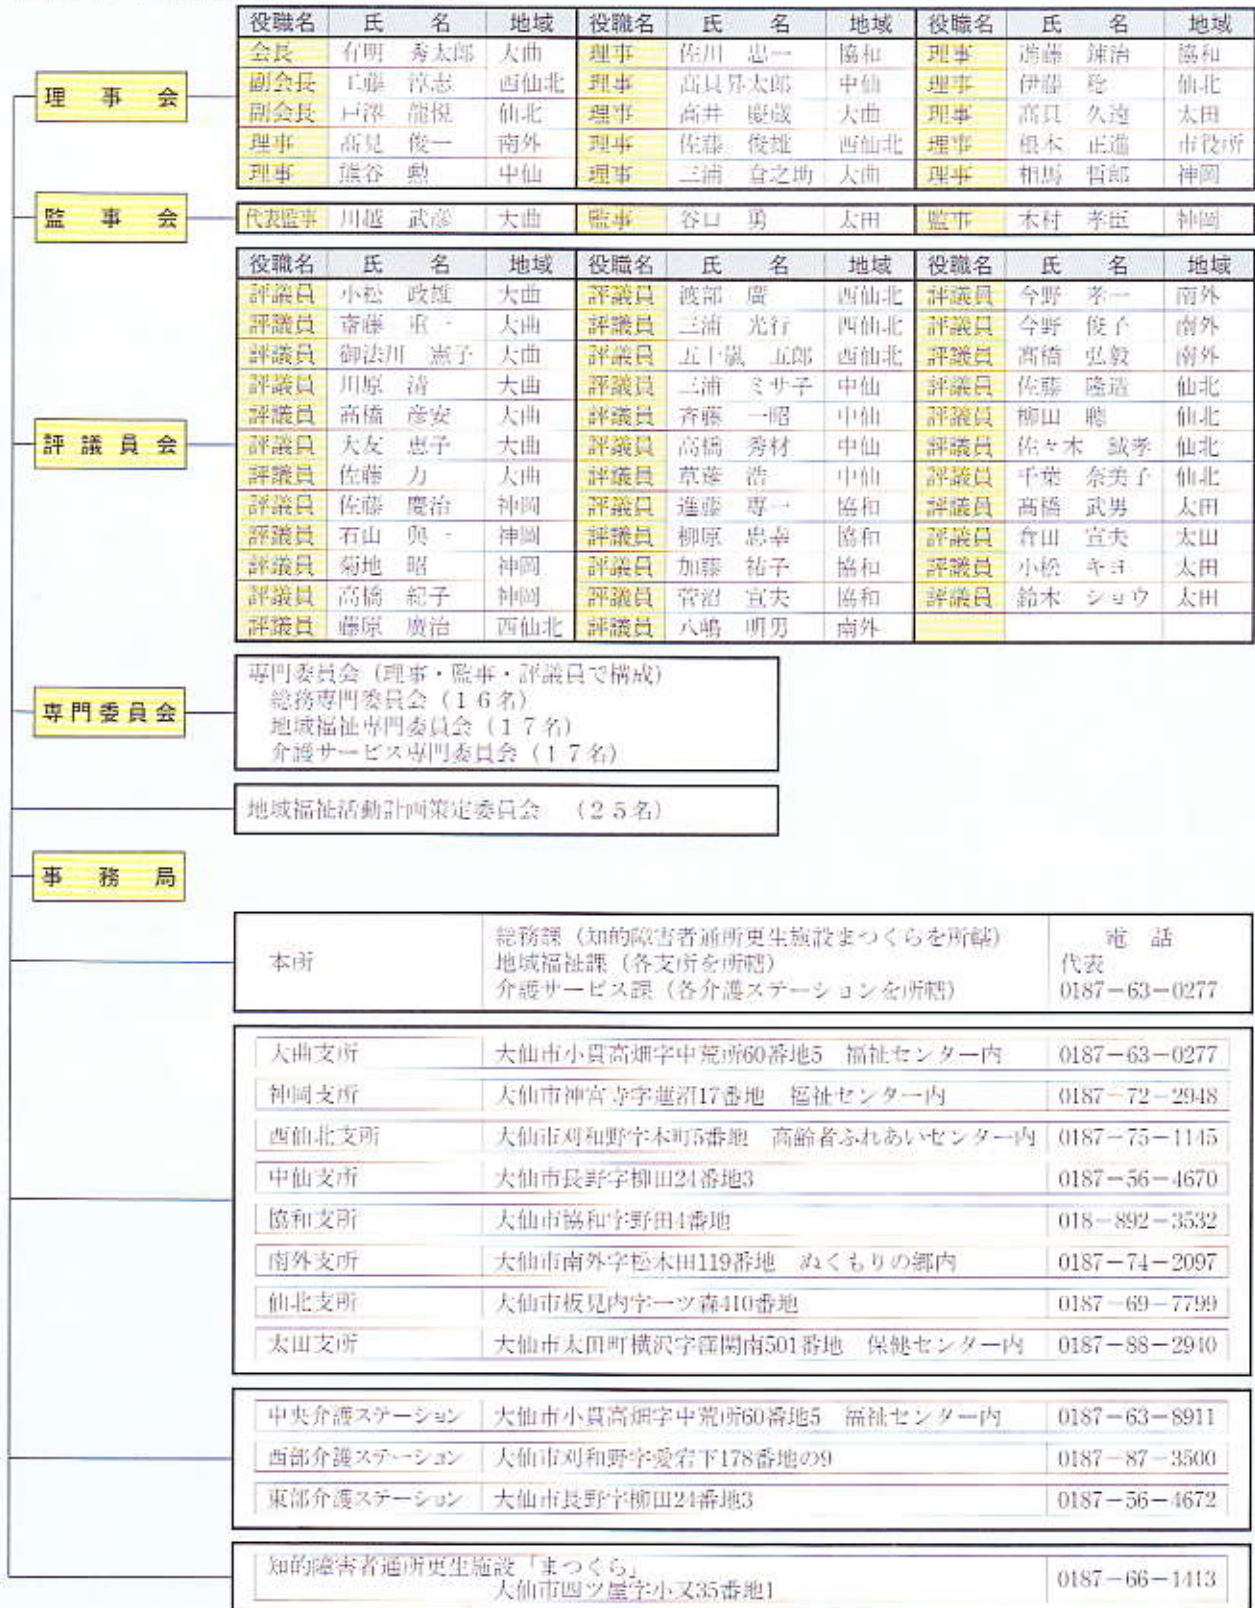 役職名 氏 名 地域 役職名 氏 名 地域 役職名 氏 名 地域
会長 有明 秀太郎 大曲 理事 佐川 忠一 協和 理事 進藤 錬治 協和
理事会
副会長 工藤 淳志 西仙北 理事 高貝昇太郎 中仙 理事 伊藤 稔 仙北
副会長 戸澤 龍悦 仙北 理事 高井 慶蔵 大曲 理事 高貝 久遠 太田
理事 高見 俊一 南外 理事 佐藤 俊雄 西仙北 理事 根本 正進 市役所
理事 熊谷 勲 中仙 理事 三浦 倉之助 大曲 理事 相馬 哲郎 神岡
監事会
代表監事 川越 武彦 大曲 監事 谷口 勇 太田 監事 木村 孝臣 神岡
役職名 氏 名 地域 役職名 氏 名 地域 役職名 氏 名 地域
評議員 小松 政雄 大曲 評議員 渡部 廣 西仙北 評議員 今野 孝一 南外
評議員 斎藤 重一 大曲 評議員 三浦 光行 西仙北 評議員 今野 俊子 南外
評議員 御法川 憲子 大曲 評議員 五十嵐 五郎 西仙北 評議員 高橋 弘毅 南外
評議員 川原 清 大曲 評議員 三浦 ミサ子 中仙 評議員 佐藤 隆造 仙北
評議員 高橋 彦安 大曲 評議員 斉藤 一昭 中仙 評議員 柳田 聰 仙北
評議員会
評議員 大友 恵子 大曲 評議員 高橋 秀材 中仙 評議員 佐々木 誠孝 仙北
評議員 佐藤 力 大曲 評議員 草彅 浩 中仙 評議員 千葉 奈美子 仙北
評議員 佐藤 慶治 神岡 評議員 進藤 専一 協和 評議員 高橋 武男 太田
評議員 石山 與一 神岡 評議員 柳原 忠幸 協和 評議員 倉田 宣夫 太田
評議員 菊地 昭 神岡 評議員 加藤 祐子 協和 評議員 小松 キヨ 太田
評議員 高橋 紀子 神岡 評議員 菅沼 宣夫 協和 評議員 鈴木 ショウ 太田
評議員 藤原 廣治 西仙北 評議員 八嶋 明男 南外
専門委員会
専門委員会（理事・監事・評議員で構成）
総務専門委員会（１６名）
地域福祉専門委員会（１７名）
介護サービス専門委員会（１７名）
地域福祉活動計画策定委員会 （２５名）
事務局
本所
総務課（知的障害者通所更生施設まつくらを所轄）
地域福祉課（各支所を所轄）
介護サービス課（各介護ステーションを所轄）
電話
代表
0187－63－0277
大曲支所 大仙市小貫高畑字中荒所60番地5 福祉センター内 0187－63－0277
神岡支所 大仙市神宮寺字蓮沼17番地 福祉センター内 0187－72－2948
西仙北支所 大仙市刈和野字本町5番地 高齢者ふれあいセンター内 0187－75－1145
中仙支所 大仙市長野字柳田24番地3 0187－56－4670
協和支所 大仙市協和字野田4番地 018－892－3532
南外支所 大仙市南外字松木田119番地 ぬくもりの郷内 0187－74－2097
仙北支所 大仙市板見内字一ツ森410番地 0187－69－7799
太田支所 大仙市太田町横沢字窪関南501番地 保健センター内 0187－88－2940
中央介護ステーション 大仙市小貫高畑字中荒所60番地5 福祉センター内 0187－63－8911
西部介護ステーション 大仙市刈和野字愛宕下178番地の9 0187－87－3500
東部介護ステーション 大仙市長野字柳田24番地3 0187－56－4672
知的障害者通所更生施設「まつくら」
大仙市四ツ屋字小又35番地1 0187－66－1413